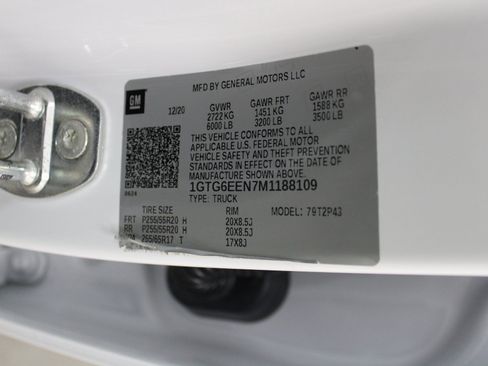 MFD BY GENERAL MOTORS LLC
GM
12/20 GVWR GAWR FRT GAWR RR
2722 KG 1451 KG 1588 KG
6000 LB 3200 LB 3500 LB
THIS VEHICLE CONFORMS TO ALL
APPLICABLE U.S. FEDERAL MOTOR
VEHICLE SAFETY AND THEFT PREVENTION
STANDARDS IN EFFECT ON THE DATE OF
MANUFACTURE SHOWN ABOVE.
1GTG6EEN7M1188109
TYPE: TRUCK
TIRE SIZE RIM MODEL: 79T2P43
FRT P255/55R20 H 20X8.5J
RR P255/55R20 H 20X8.5J
265/65R17 T 17X8J